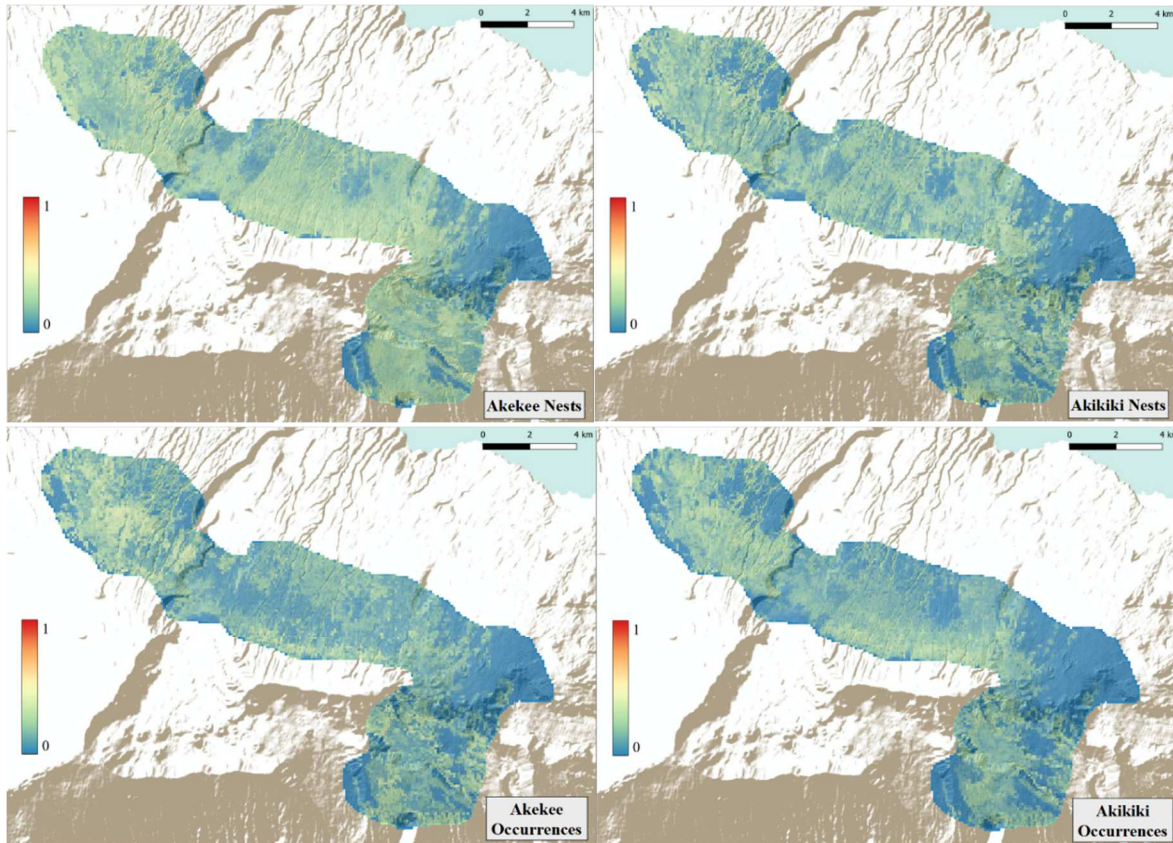 0 2 4 km
1
0
Akekee Nests
0 2 4 km
1
0
Akikiki Nests
0 2 4 km
1
0
Akekee
Occurrences
0 2 4 km
1
0
Akikiki
Occurrences